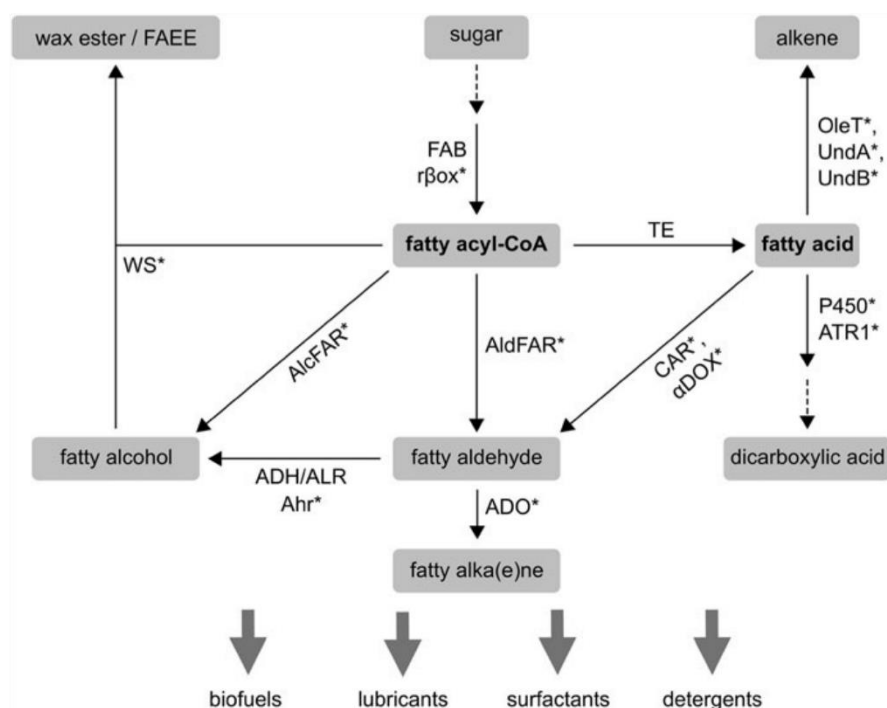 wax ester / FAEE
sugar
alkene
FAB
rβox*
OleT*,
UndA*,
UndB*
fatty acyl-CoA
TE
fatty acid
WS*
AlcFAR*
AldFAR*
CAR*,
αDOX*
P450*
ATR1*
fatty alcohol
ADH/ALR
Ahr*
fatty aldehyde
dicarboxylic acid
ADO*
fatty alka(e)ne
biofuels
lubricants
surfactants
detergents